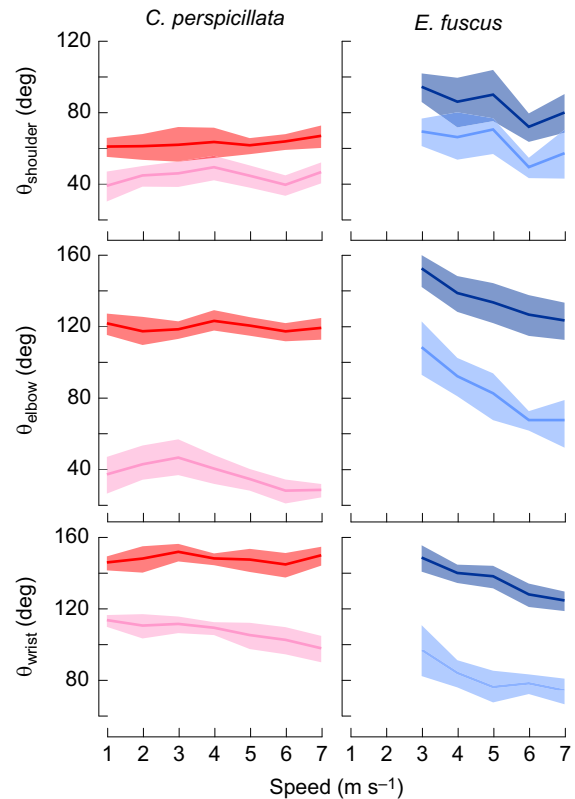 C. perspicillata E. fuscus
θshoulder (deg)
120
80
40
θelbow (deg)
160
120
80
40
θwrist (deg)
160
120
80
1 2 3 4 5 6 7 1 2 3 4 5 6 7
Speed (m s⁻¹)